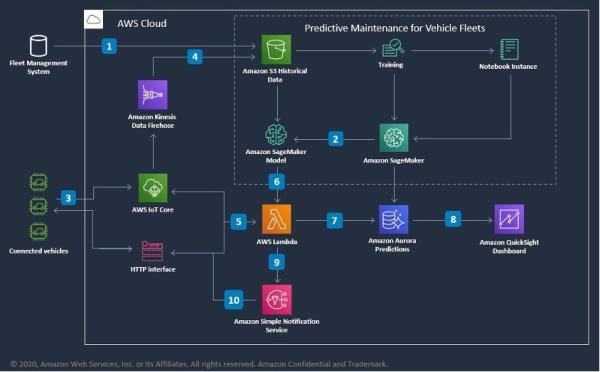 AWS Cloud
Predictive Maintenance for Vehicle Fleets
1
Fleet Management
System
4
Amazon S3 Historical
Data
Training
Notebook Instance
Amazon Kinesis
Data Firehose
2
Amazon SageMaker
Model
Amazon SageMaker
3
6
AWS IoT Core
5
7
8
AWS Lambda
Amazon Aurora
Predictions
Amazon QuickSight
Dashboard
Connected vehicles
HTTP interface
9
10
Amazon Simple Notification
Service
© 2020, Amazon Web Services, Inc. or its Affiliates. All rights reserved. Amazon Confidential and Trademark.